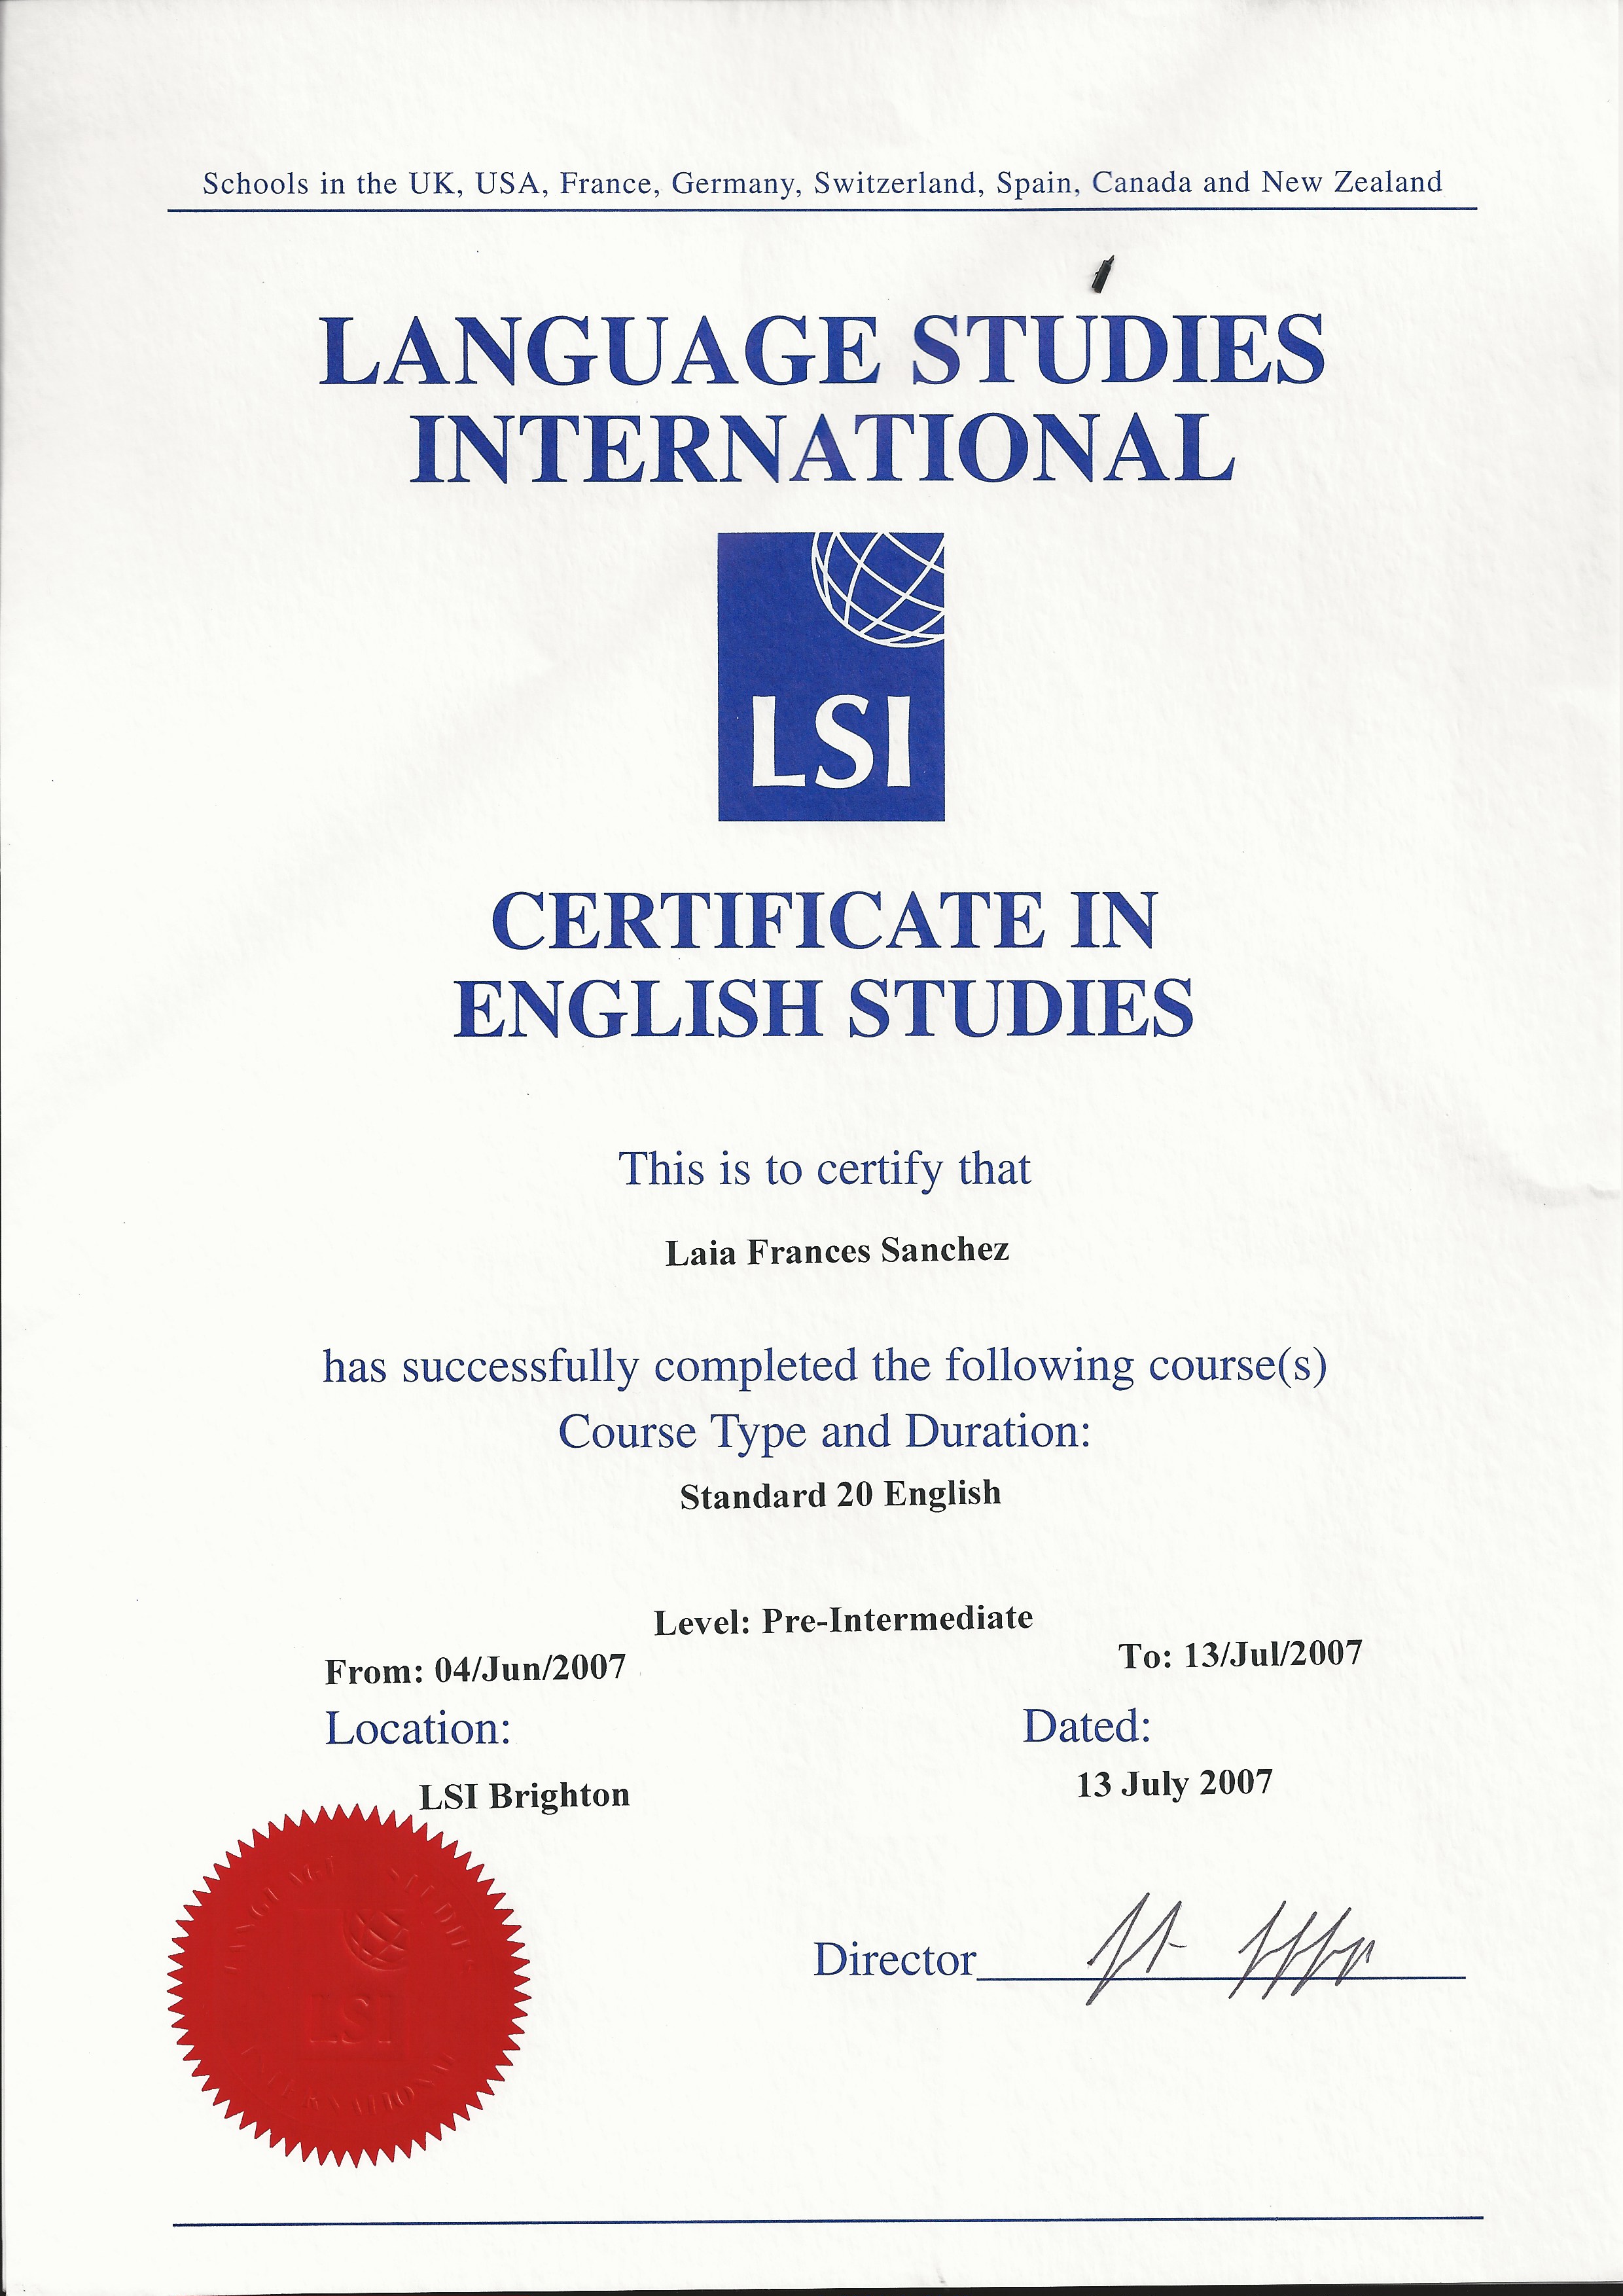 Schools in the UK, USA, France, Germany, Switzerland, Spain, Canada and New Zealand
LANGUAGE STUDIES
INTERNATIONAL
LSI
CERTIFICATE IN
ENGLISH STUDIES
This is to certify that
Laia Frances Sanchez
has successfully completed the following course(s)
Course Type and Duration:
Standard 20 English
Level: Pre-Intermediate
From: 04/Jun/2007 To: 13/Jul/2007
Location: Dated:
LSI Brighton 13 July 2007
LANGUAGE STUDIES
LSI
INTERNATIONAL
Director